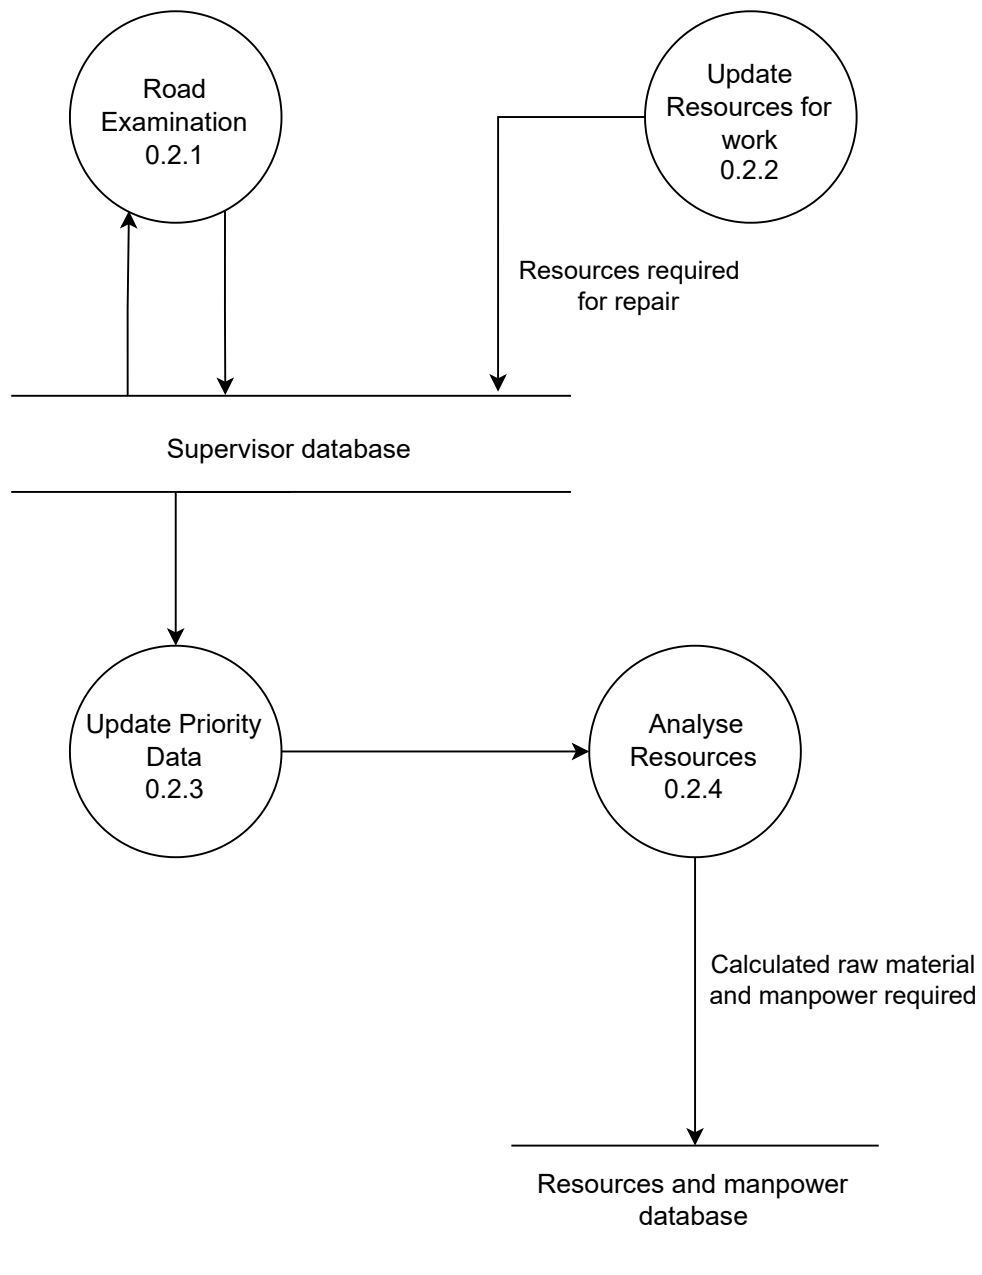 Road
Examination
0.2.1
Update
Resources for
work
0.2.2
Resources required
for repair
Supervisor database
Update Priority
Data
0.2.3
Analyse
Resources
0.2.4
Calculated raw material
and manpower required
Resources and manpower
database